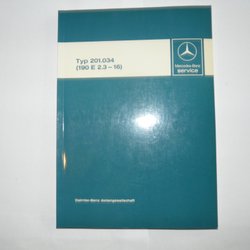 Typ 201.034
(190 E 2.3 – 16)
Mercedes-Benz
service
Daimler-Benz Aktiengesellschaft